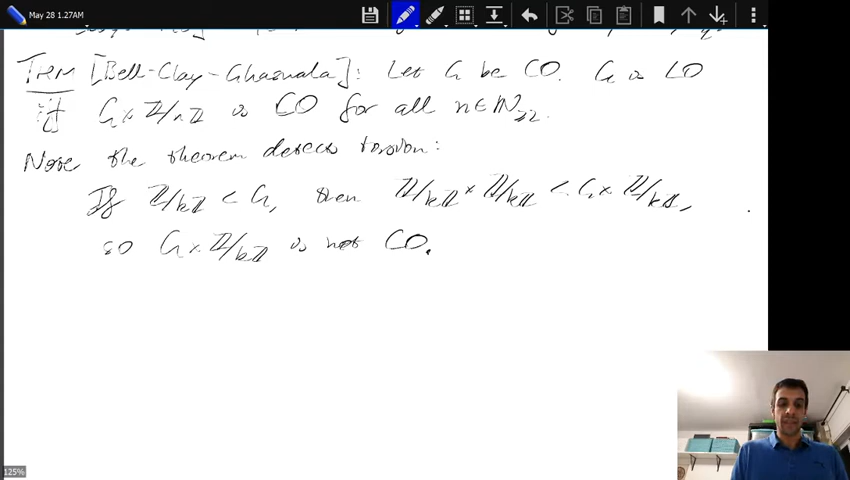 May 28 1.27AM
THM [Bell-Clay-Ghaswala]: Let G be CO. G is LO
iff G × ℤ/nℤ is CO for all n ∈ ℕ≥2.
Note the theorem detects torsion:
If ℤ/kℤ < G, then ℤ/kℤ × ℤ/kℤ < G × ℤ/kℤ,
so G × ℤ/kℤ is not CO.
125%